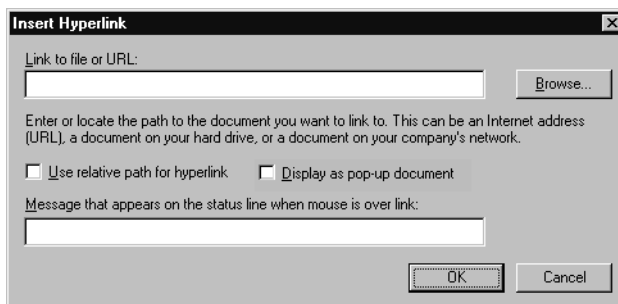 Insert Hyperlink
Link to file or URL:
Browse...
Enter or locate the path to the document you want to link to. This can be an Internet address
(URL), a document on your hard drive, or a document on your company's network.
Use relative path for hyperlink Display as pop-up document
Message that appears on the status line when mouse is over link:
OK Cancel